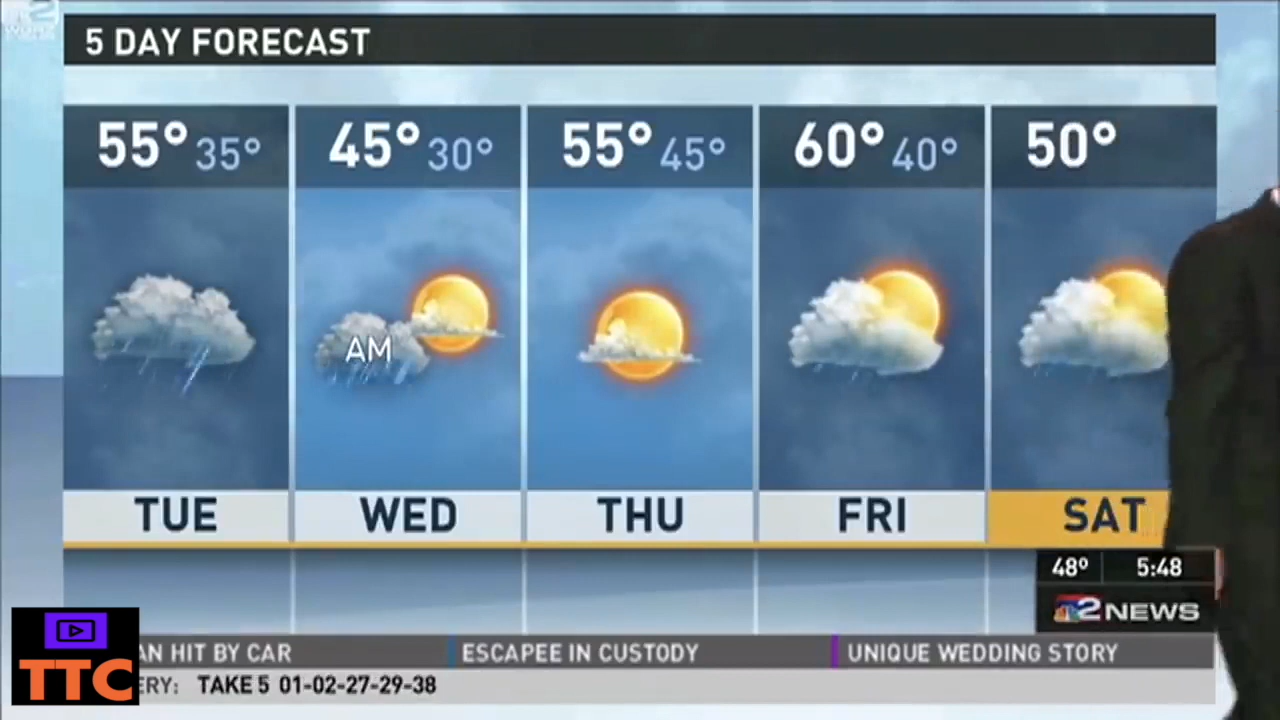 5 DAY FORECAST
55° 35°
45° 30°
55° 45°
60° 40°
50°
AM
TUE
WED
THU
FRI
SAT
48° 5:48
2 NEWS
AN HIT BY CAR
ESCAPEE IN CUSTODY
UNIQUE WEDDING STORY
TTC
ERY: TAKE 5 01-02-27-29-38